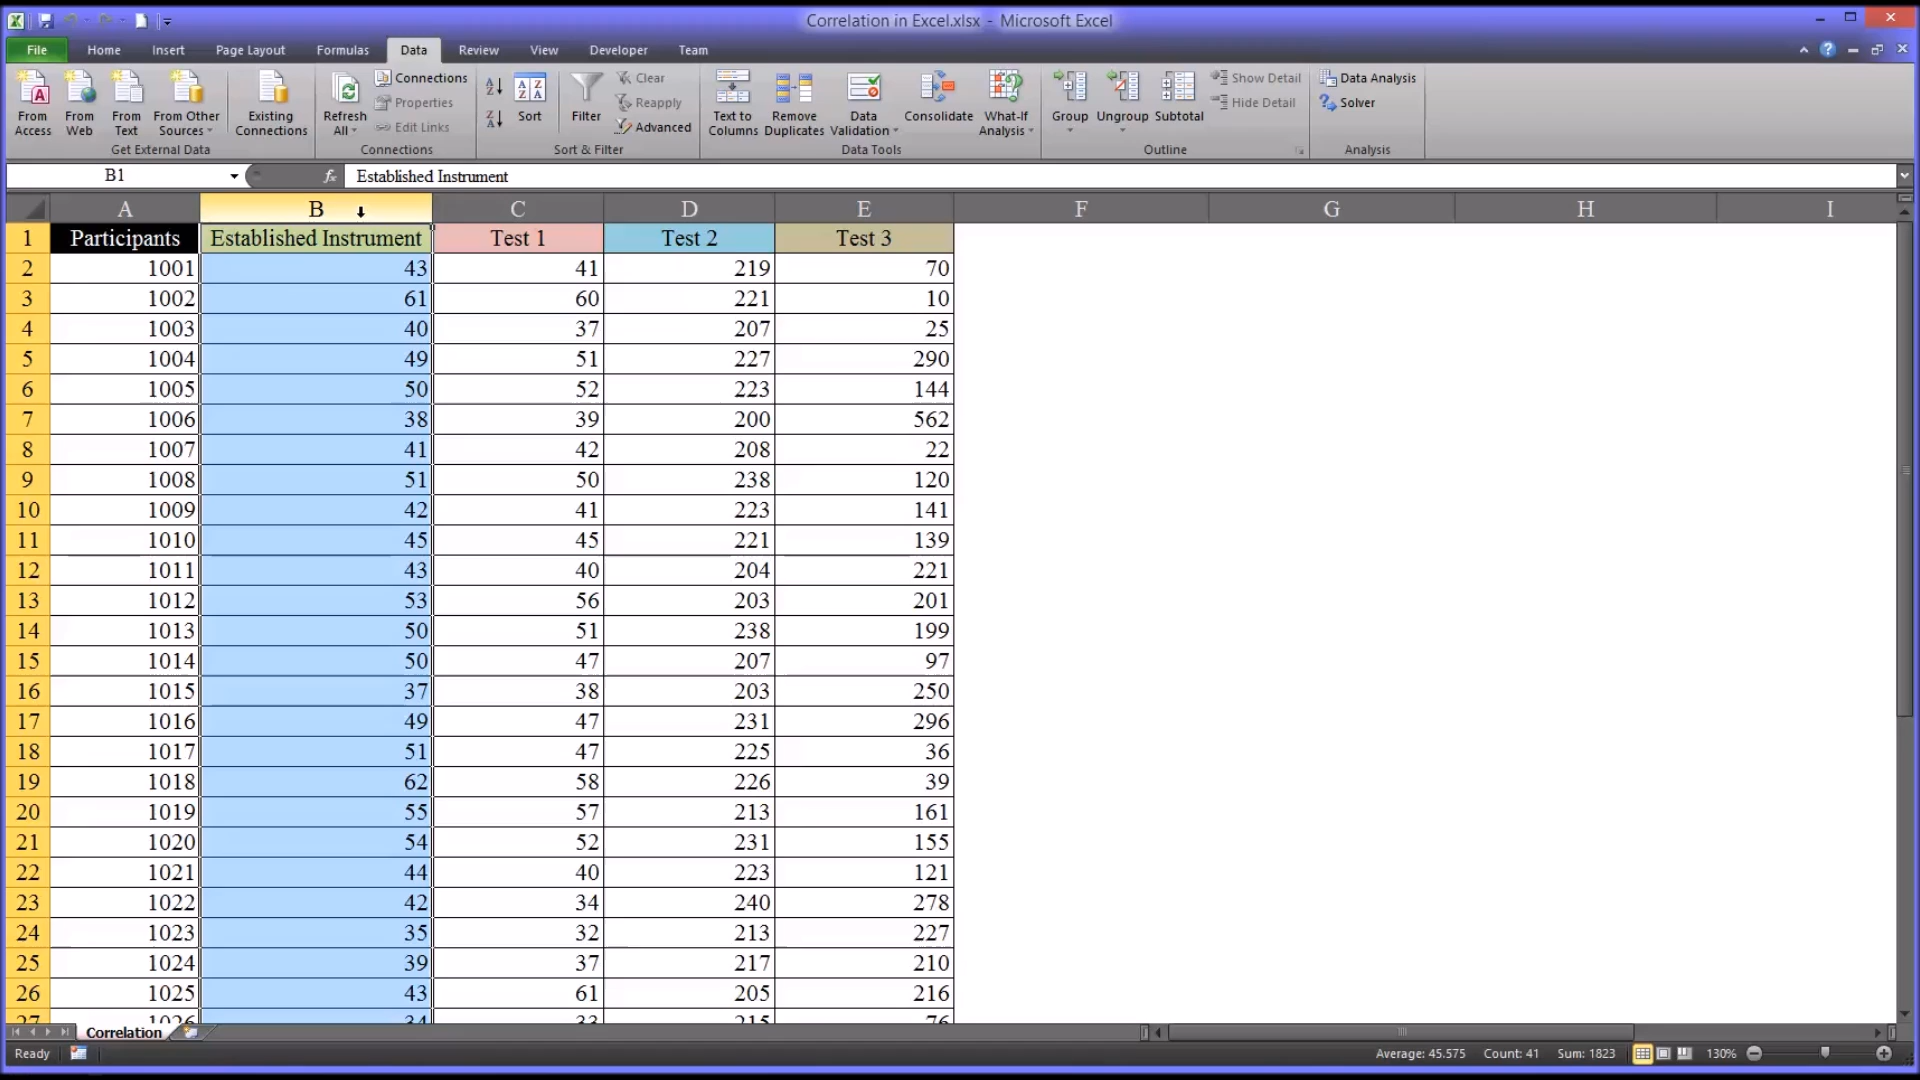 Correlation in Excel.xlsx - Microsoft Excel
File Home Insert Page Layout Formulas Data Review View Developer Team
From Access
From Web
From Text
From Other Sources
Existing Connections
Get External Data
Refresh All
Connections
Properties
Edit Links
Connections
Sort
Filter
Clear
Reapply
Advanced
Sort & Filter
Text to Columns
Remove Duplicates
Data Validation
Consolidate
What-If Analysis
Data Tools
Group
Ungroup
Subtotal
Show Detail
Hide Detail
Outline
Data Analysis
Solver
Analysis
B1 fx Established Instrument
A B C D E F G H I
1 Participants Established Instrument Test 1 Test 2 Test 3
2 1001 43 41 219 70
3 1002 61 60 221 10
4 1003 40 37 207 25
5 1004 49 51 227 290
6 1005 50 52 223 144
7 1006 38 39 200 562
8 1007 41 42 208 22
9 1008 51 50 238 120
10 1009 42 41 223 141
11 1010 45 45 221 139
12 1011 43 40 204 221
13 1012 53 56 203 201
14 1013 50 51 238 199
15 1014 50 47 207 97
16 1015 37 38 203 250
17 1016 49 47 231 296
18 1017 51 47 225 36
19 1018 62 58 226 39
20 1019 55 57 213 161
21 1020 54 52 231 155
22 1021 44 40 223 121
23 1022 42 34 240 278
24 1023 35 32 213 227
25 1024 39 37 217 210
26 1025 43 61 205 216
27 1026 34 33 215 76
Correlation
Ready Average: 45.575 Count: 41 Sum: 1823 130%